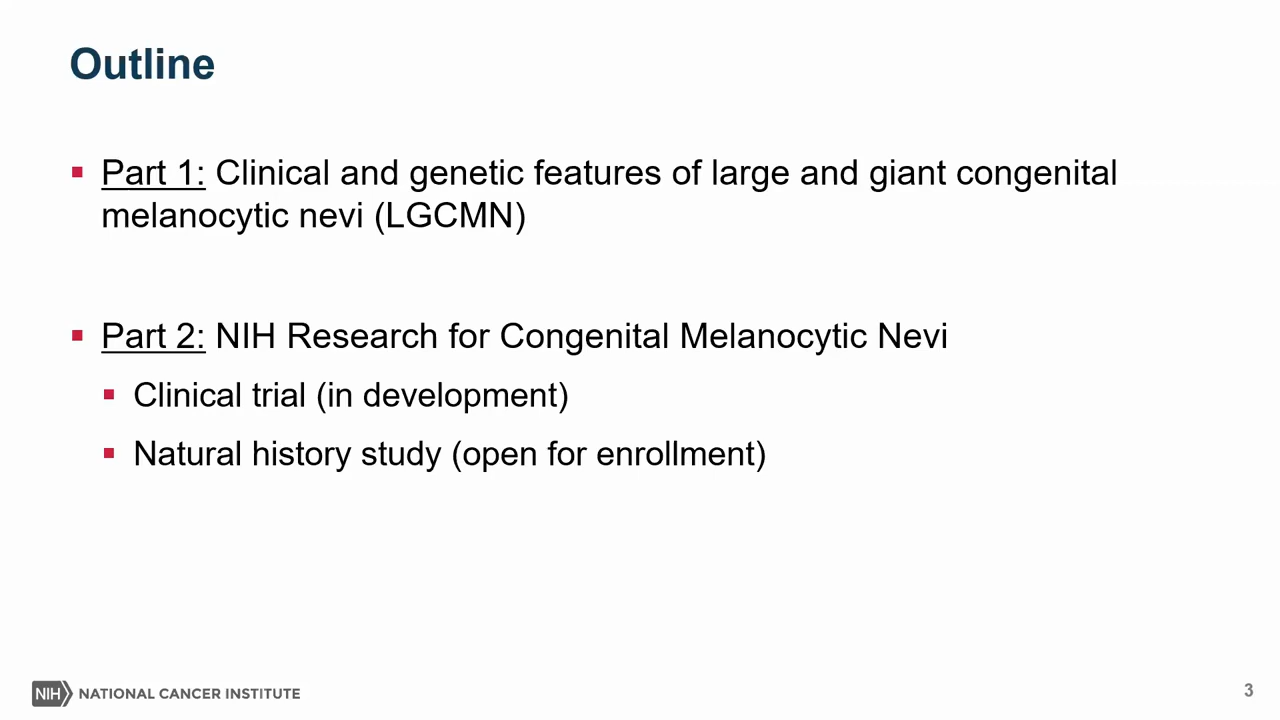 Outline
▪ Part 1: Clinical and genetic features of large and giant congenital
melanocytic nevi (LGCMN)
▪ Part 2: NIH Research for Congenital Melanocytic Nevi
▪ Clinical trial (in development)
▪ Natural history study (open for enrollment)
NIH NATIONAL CANCER INSTITUTE
3